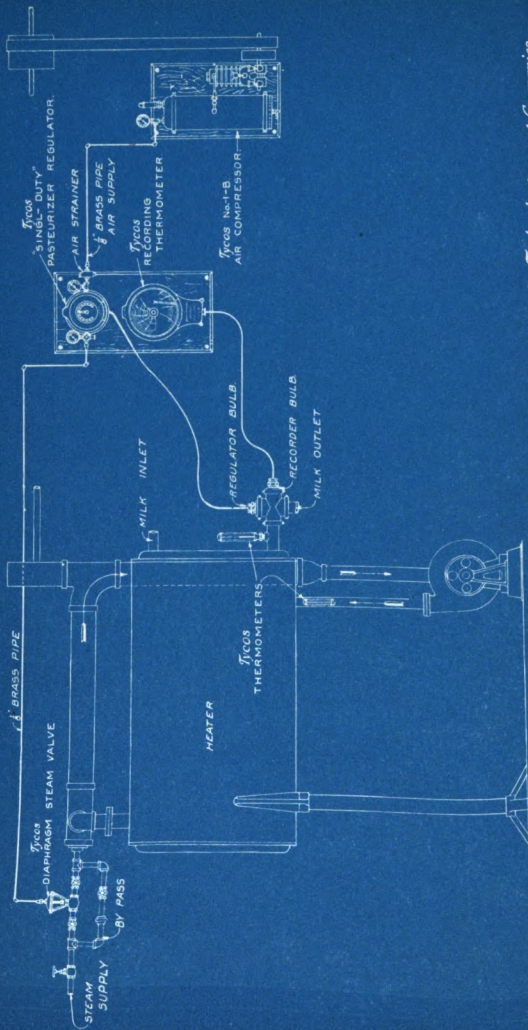 STEAM
SUPPLY
BY PASS
Tycos
DIAPHRAGM STEAM VALVE
⅛" BRASS PIPE
HEATER
Tycos
THERMOMETERS
MILK INLET
REGULATOR BULB.
RECORDER BULB.
MILK OUTLET
Tycos
"SINGL-DUTY"
PASTEURIZER REGULATOR.
AIR STRAINER
⅛" BRASS PIPE
AIR SUPPLY
Tycos
RECORDING
THERMOMETER
Tycos No.-1-B.
AIR COMPRESSOR.